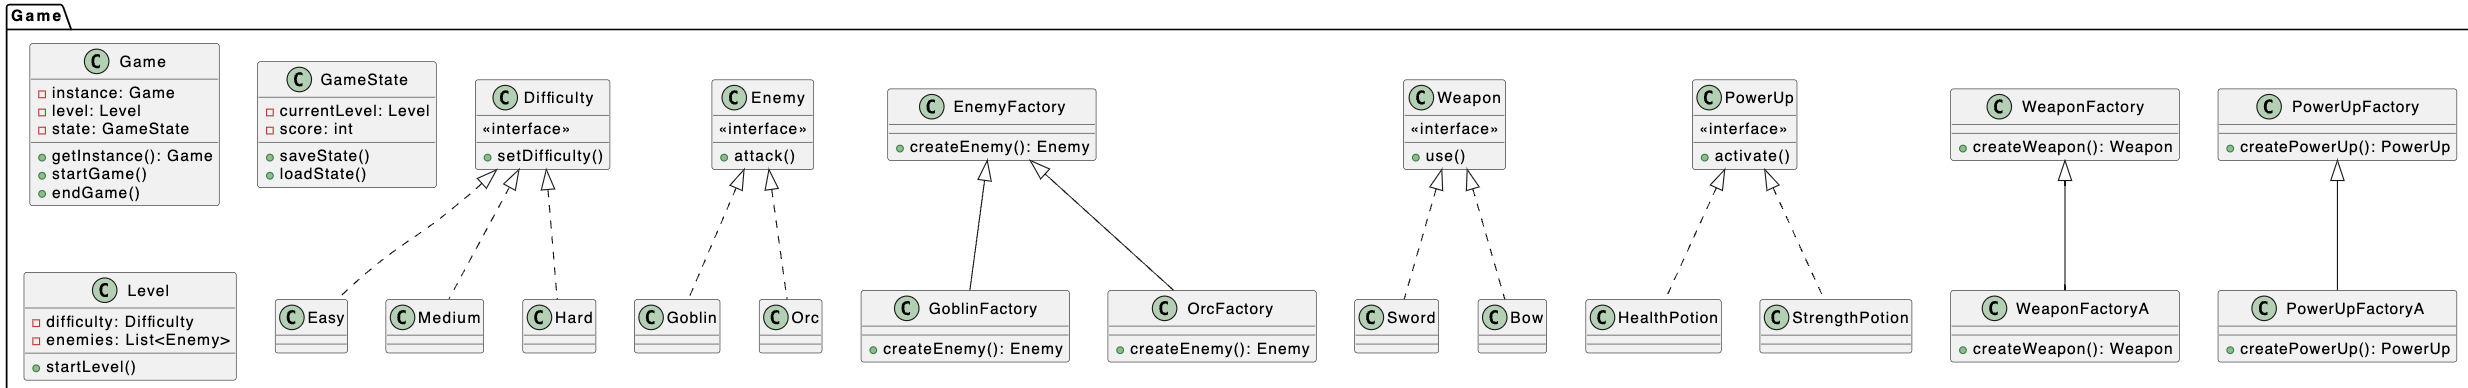 Game
C Game
instance: Game
level: Level
state: GameState
getInstance(): Game
startGame()
endGame()
C GameState
currentLevel: Level
score: int
saveState()
loadState()
C Difficulty
«interface»
setDifficulty()
C Enemy
«interface»
attack()
C EnemyFactory
createEnemy(): Enemy
C Weapon
«interface»
use()
C PowerUp
«interface»
activate()
C WeaponFactory
createWeapon(): Weapon
C PowerUpFactory
createPowerUp(): PowerUp
C Level
difficulty: Difficulty
enemies: List<Enemy>
startLevel()
C Easy
C Medium
C Hard
C Goblin
C Orc
C GoblinFactory
createEnemy(): Enemy
C OrcFactory
createEnemy(): Enemy
C Sword
C Bow
C HealthPotion
C StrengthPotion
C WeaponFactoryA
createWeapon(): Weapon
C PowerUpFactoryA
createPowerUp(): PowerUp